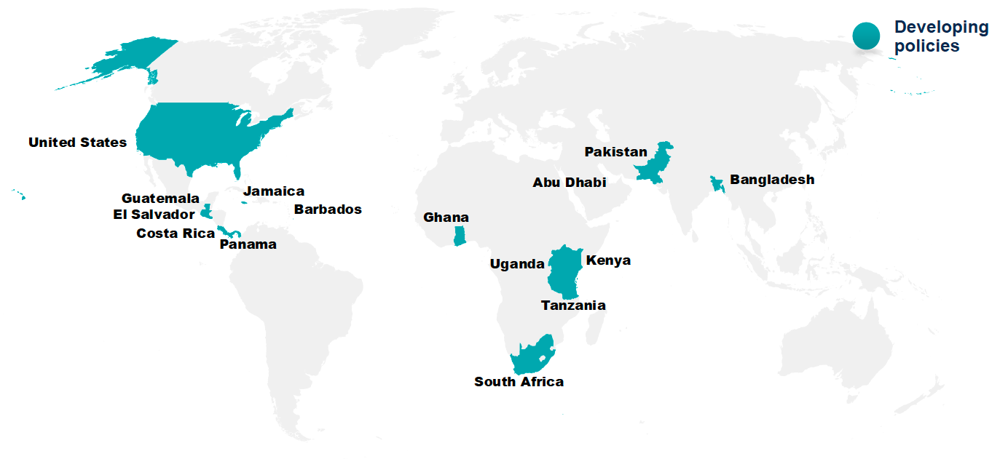 Developing
policies
United States
Pakistan
Abu Dhabi
Bangladesh
Jamaica
Guatemala
Barbados
El Salvador
Ghana
Costa Rica
Panama
Uganda
Kenya
Tanzania
South Africa